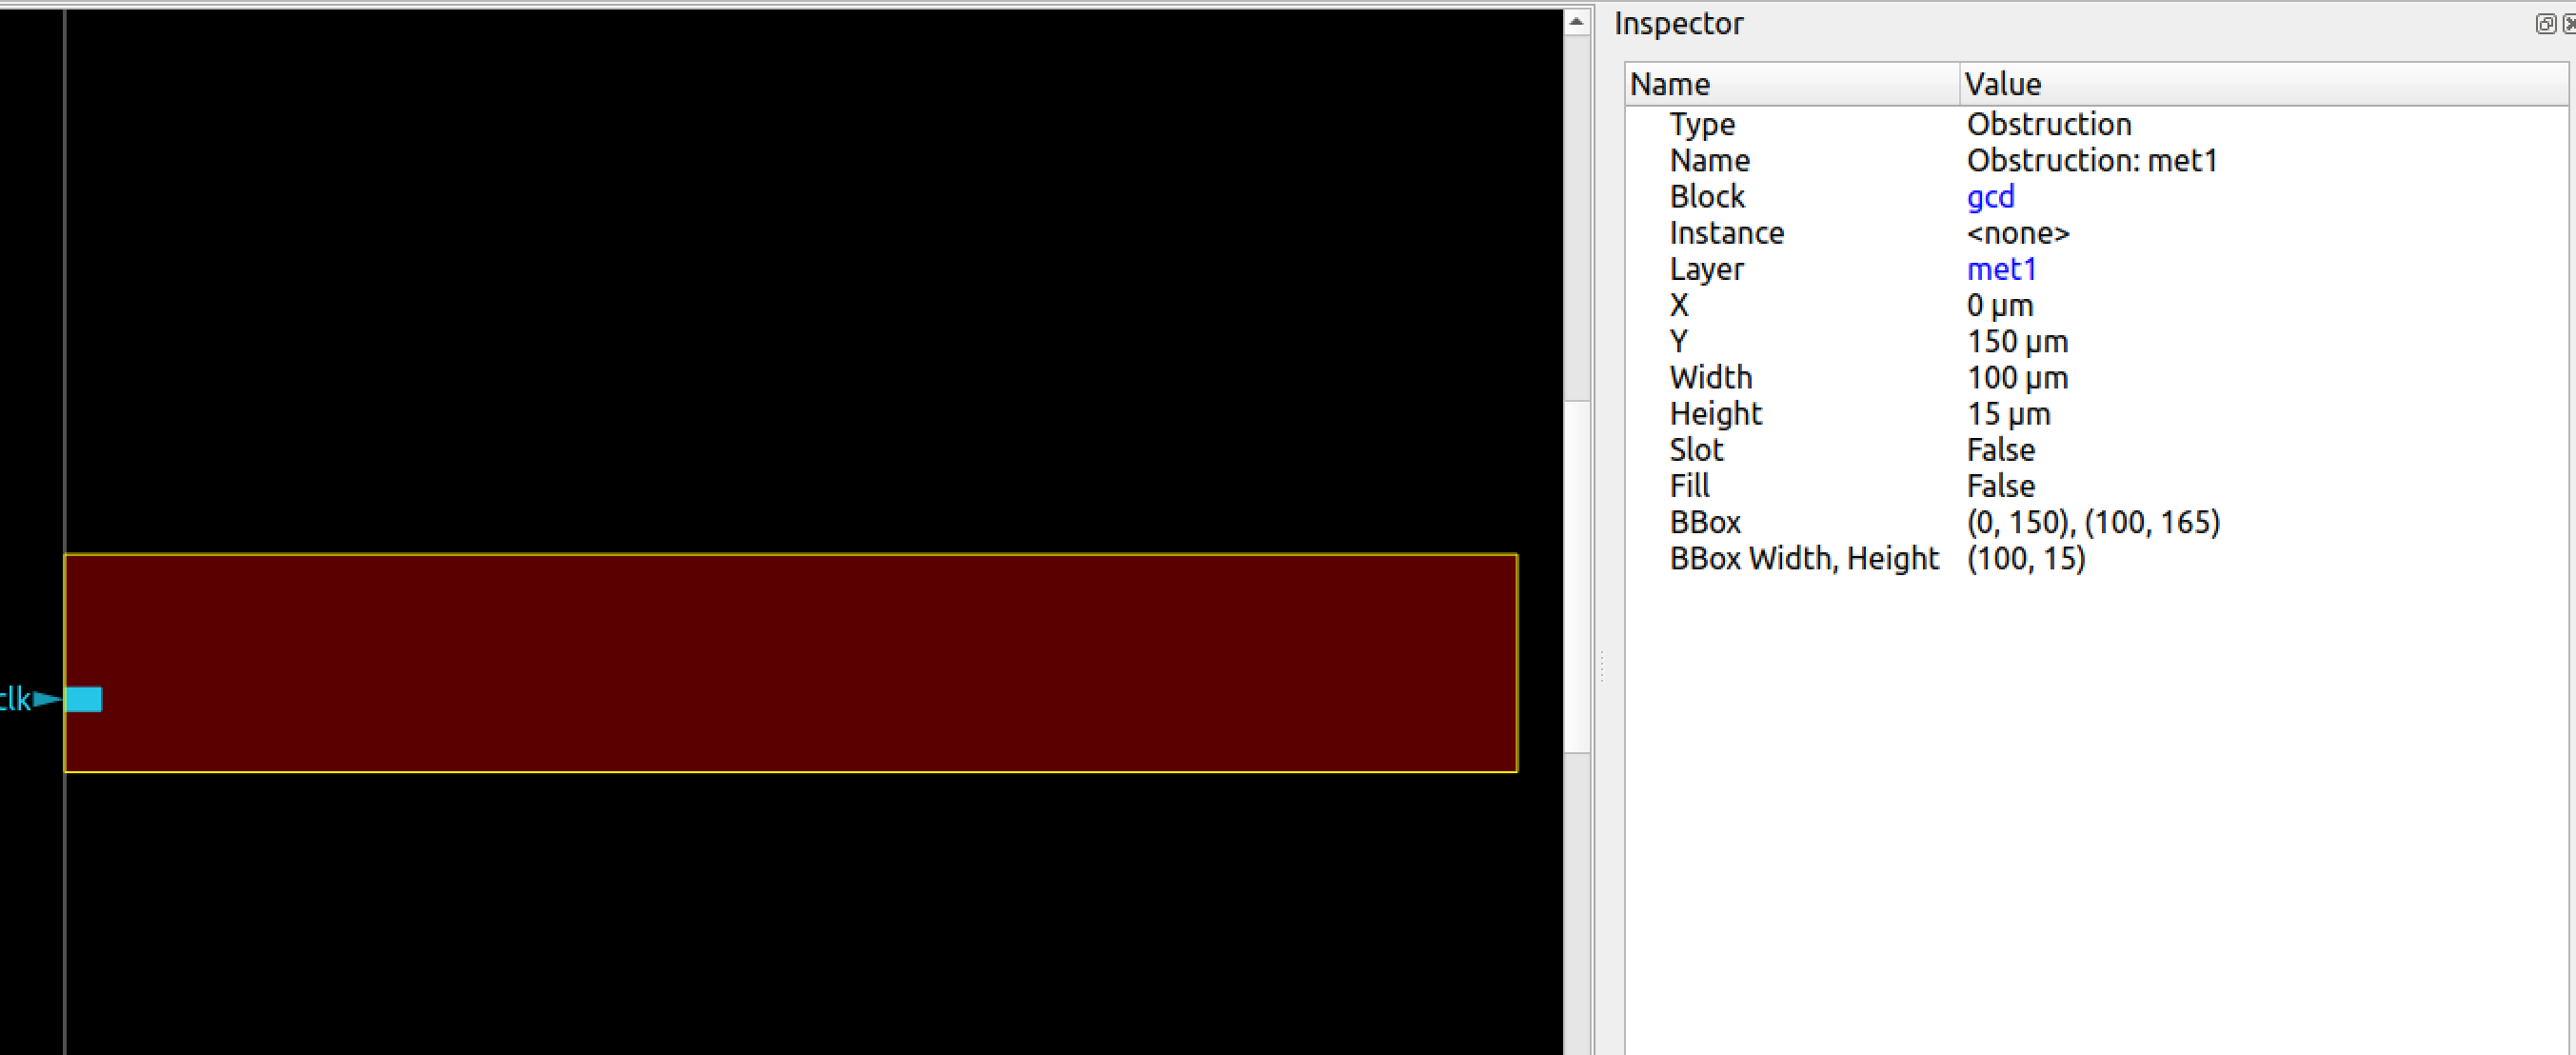 Inspector
Name Value
Type Obstruction
Name Obstruction: met1
Block gcd
Instance <none>
Layer met1
X 0 µm
Y 150 µm
Width 100 µm
Height 15 µm
Slot False
Fill False
BBox (0, 150), (100, 165)
BBox Width, Height (100, 15)
clk